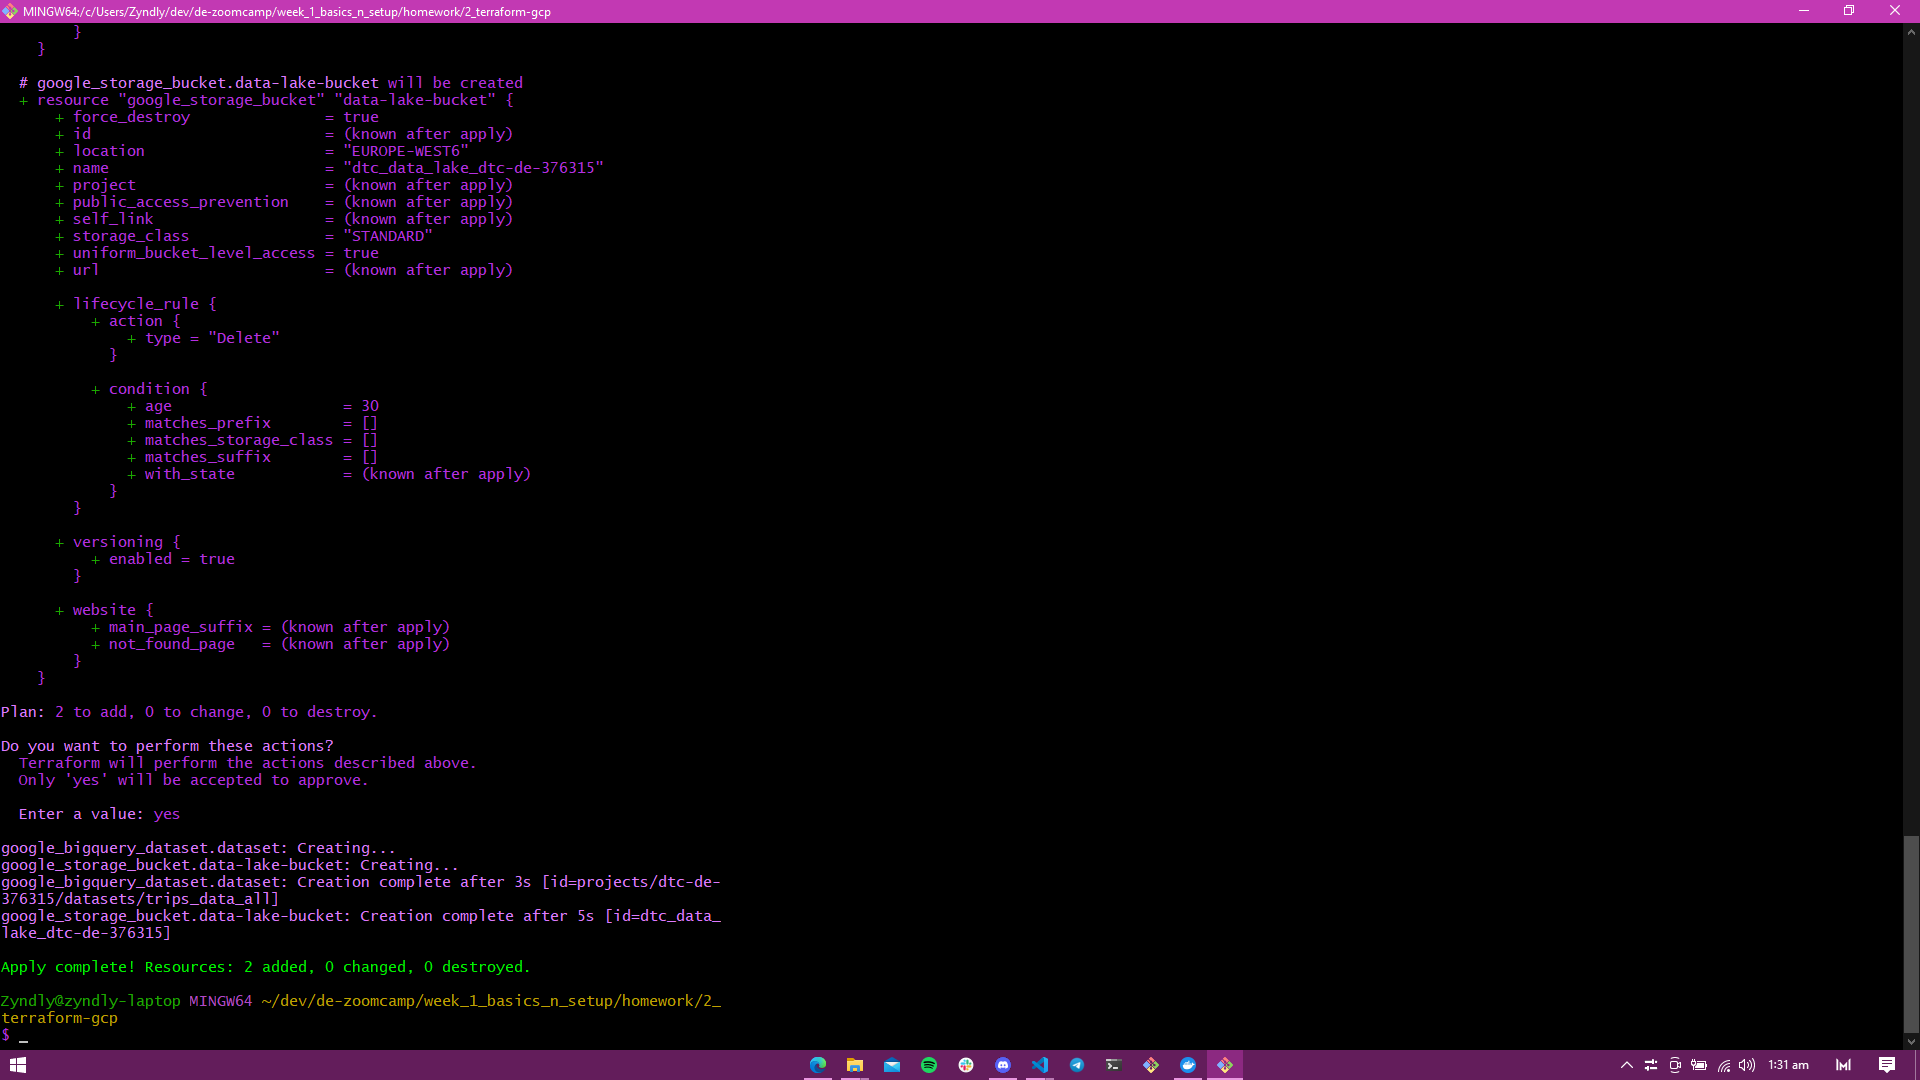 MINGW64:/c/Users/Zyndly/dev/de-zoomcamp/week_1_basics_n_setup/homework/2_terraform-gcp
        }
    }

  # google_storage_bucket.data-lake-bucket will be created
  + resource "google_storage_bucket" "data-lake-bucket" {
      + force_destroy               = true
      + id                          = (known after apply)
      + location                    = "EUROPE-WEST6"
      + name                        = "dtc_data_lake_dtc-de-376315"
      + project                     = (known after apply)
      + public_access_prevention    = (known after apply)
      + self_link                   = (known after apply)
      + storage_class               = "STANDARD"
      + uniform_bucket_level_access = true
      + url                         = (known after apply)

      + lifecycle_rule {
          + action {
              + type = "Delete"
            }

          + condition {
              + age                   = 30
              + matches_prefix        = []
              + matches_storage_class = []
              + matches_suffix        = []
              + with_state            = (known after apply)
            }
        }

      + versioning {
          + enabled = true
        }

      + website {
          + main_page_suffix = (known after apply)
          + not_found_page   = (known after apply)
        }
    }

Plan: 2 to add, 0 to change, 0 to destroy.

Do you want to perform these actions?
  Terraform will perform the actions described above.
  Only 'yes' will be accepted to approve.

  Enter a value: yes

google_bigquery_dataset.dataset: Creating...
google_storage_bucket.data-lake-bucket: Creating...
google_bigquery_dataset.dataset: Creation complete after 3s [id=projects/dtc-de-
376315/datasets/trips_data_all]
google_storage_bucket.data-lake-bucket: Creation complete after 5s [id=dtc_data_
lake_dtc-de-376315]

Apply complete! Resources: 2 added, 0 changed, 0 destroyed.

Zyndly@zyndly-laptop MINGW64 ~/dev/de-zoomcamp/week_1_basics_n_setup/homework/2_
terraform-gcp
$ _
1:31 am